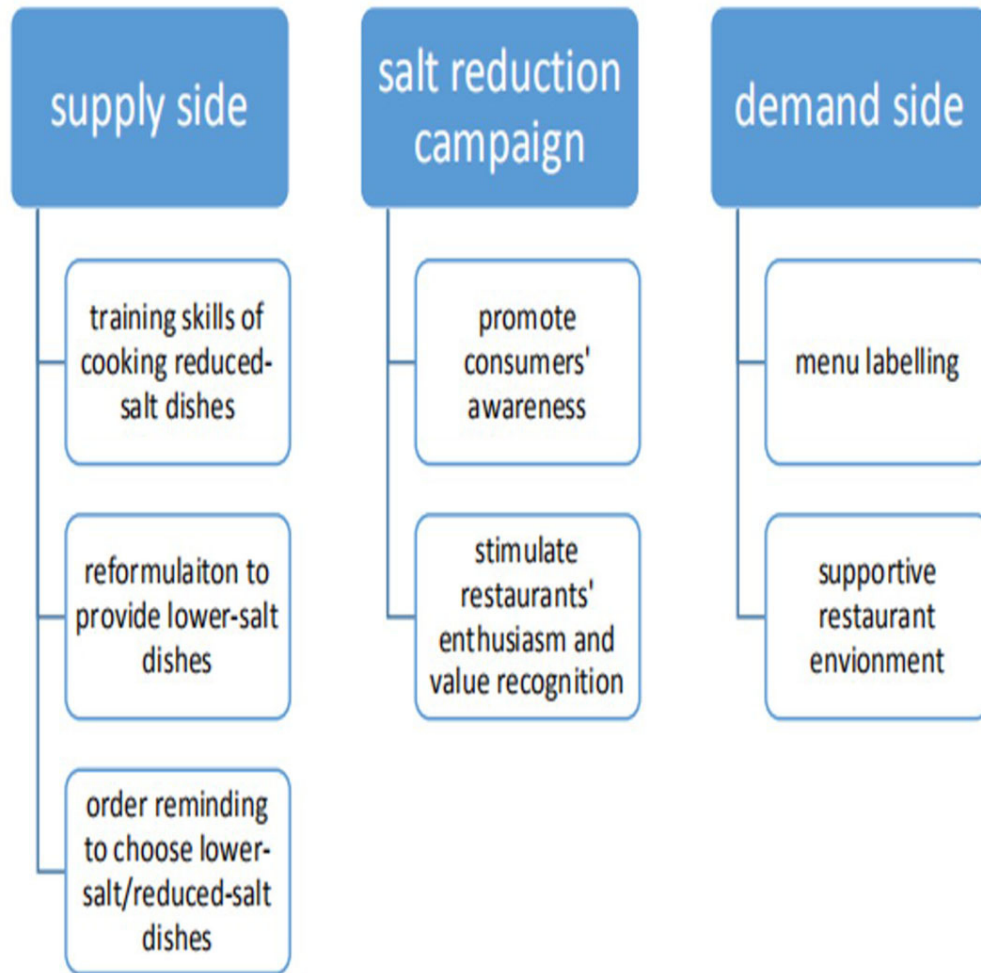 supply side
training skills of
cooking reduced-
salt dishes
reformulaiton to
provide lower-salt
dishes
order reminding
to choose lower-
salt/reduced-salt
dishes
salt reduction
campaign
promote
consumers'
awareness
stimulate
restaurants'
enthusiasm and
value recognition
demand side
menu labelling
supportive
restaurant
envionment